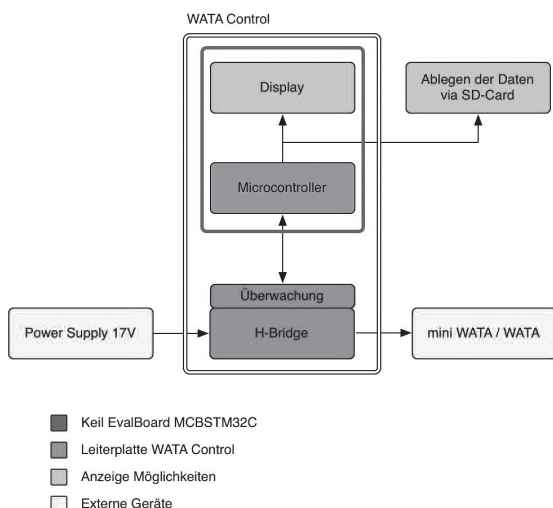 WATA Control
Display
Ablegen der Daten
via SD-Card
Microcontroller
Überwachung
Power Supply 17V
H-Bridge
mini WATA / WATA
Keil EvalBoard MCBSTM32C
Leiterplatte WATA Control
Anzeige Möglichkeiten
Externe Geräte